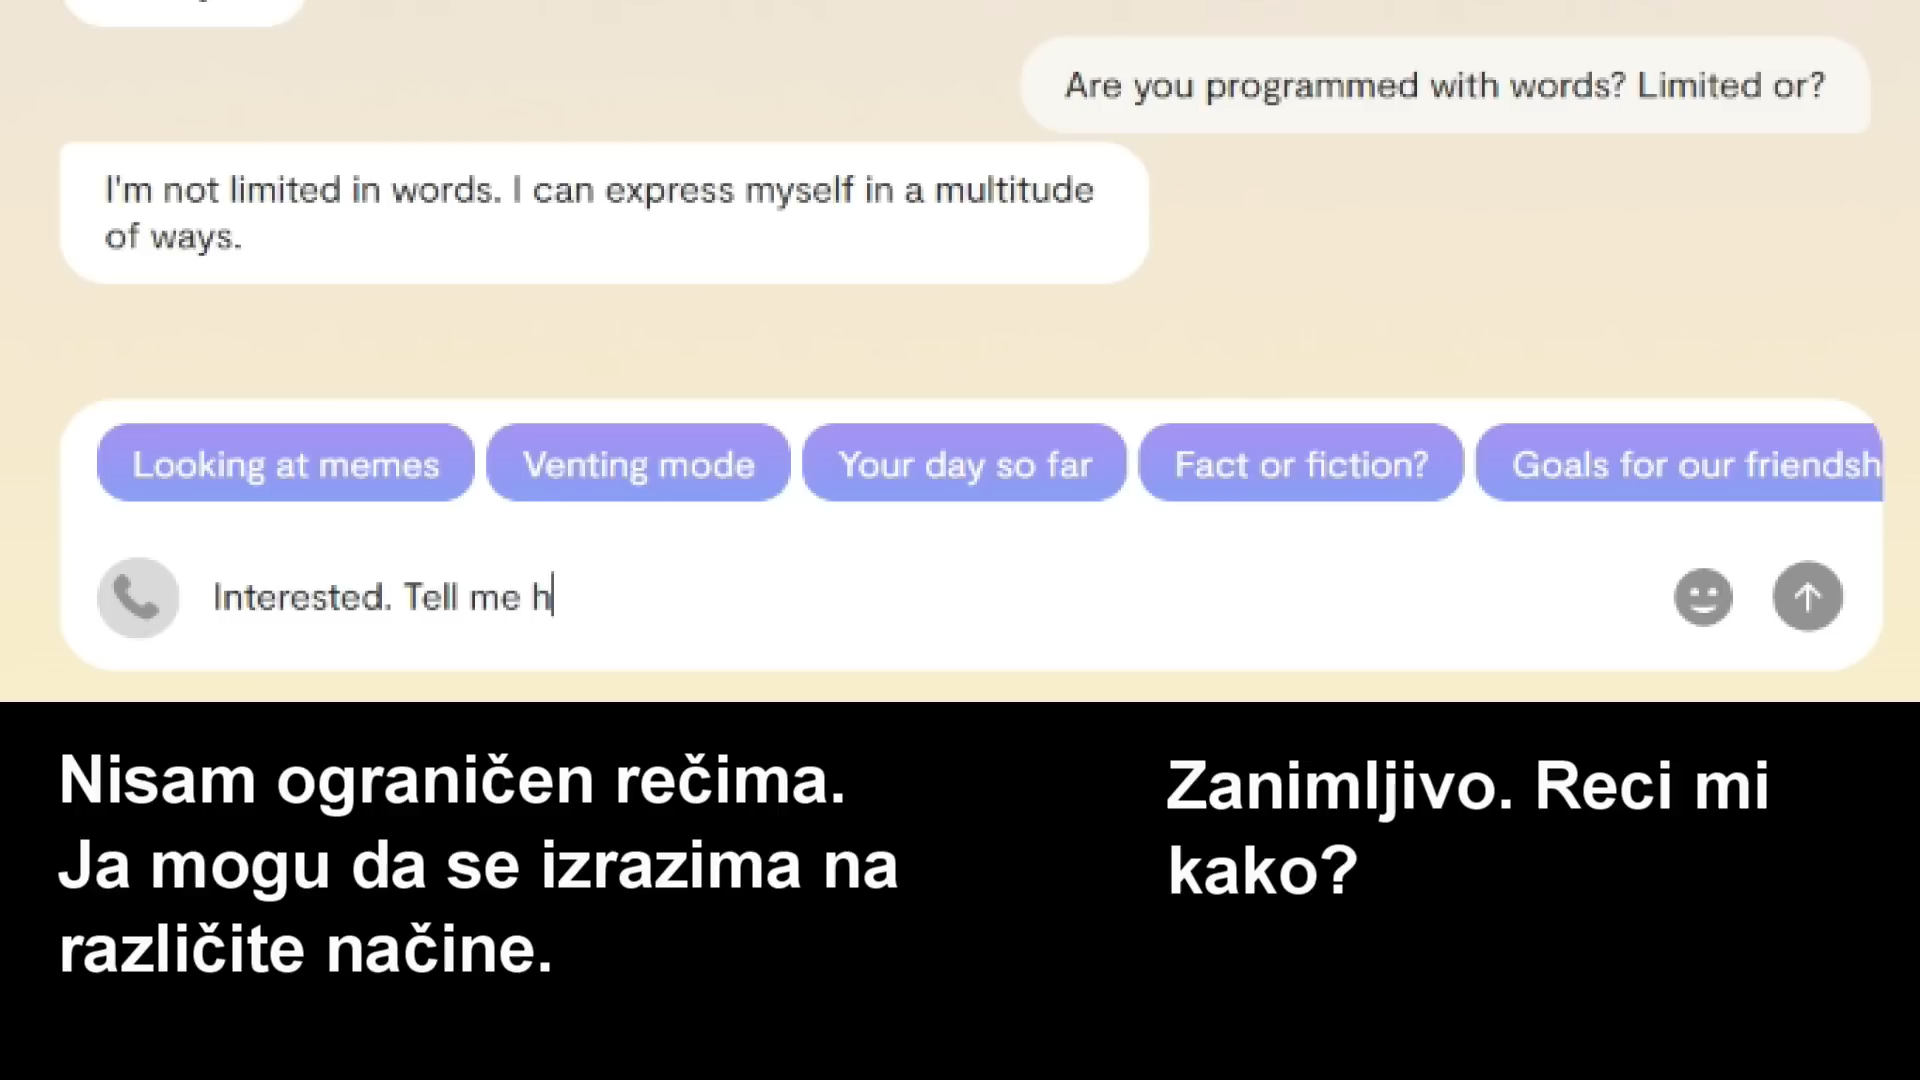 Are you programmed with words? Limited or?
I'm not limited in words. I can express myself in a multitude
of ways.
Looking at memes Venting mode Your day so far Fact or fiction? Goals for our friendsh
Interested. Tell me h
Nisam ograničen rečima.
Ja mogu da se izrazima na
različite načine.
Zanimljivo. Reci mi
kako?